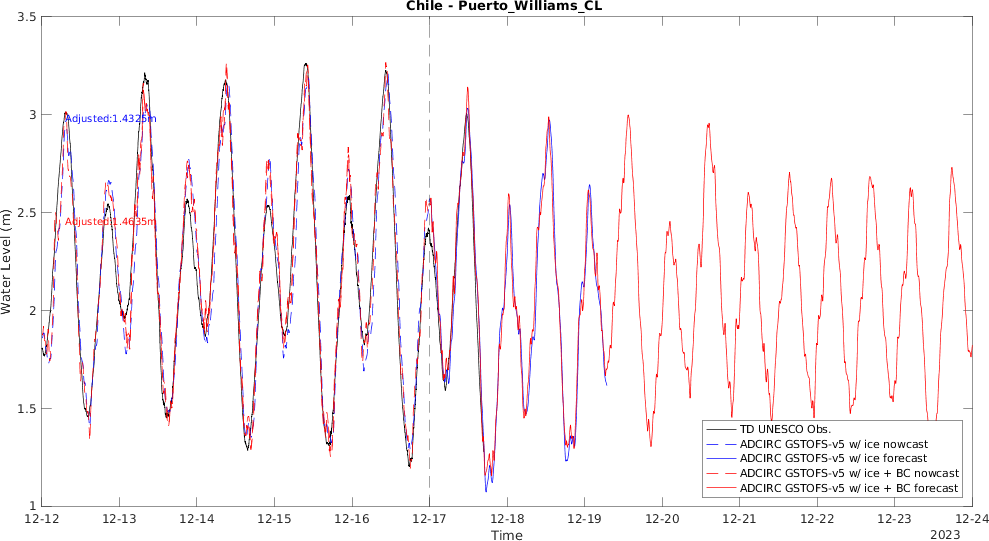 Chile - Puerto_Williams_CL
3.5
3
2.5
2
1.5
1
Water Level (m)
Adjusted:1.4325m
Adjusted:1.4635m
TD UNESCO Obs.
ADCIRC GSTOFS-v5 w/ ice nowcast
ADCIRC GSTOFS-v5 w/ ice forecast
ADCIRC GSTOFS-v5 w/ ice + BC nowcast
ADCIRC GSTOFS-v5 w/ ice + BC forecast
12-12 12-13 12-14 12-15 12-16 12-17 12-18 12-19 12-20 12-21 12-22 12-23 12-24
Time
2023